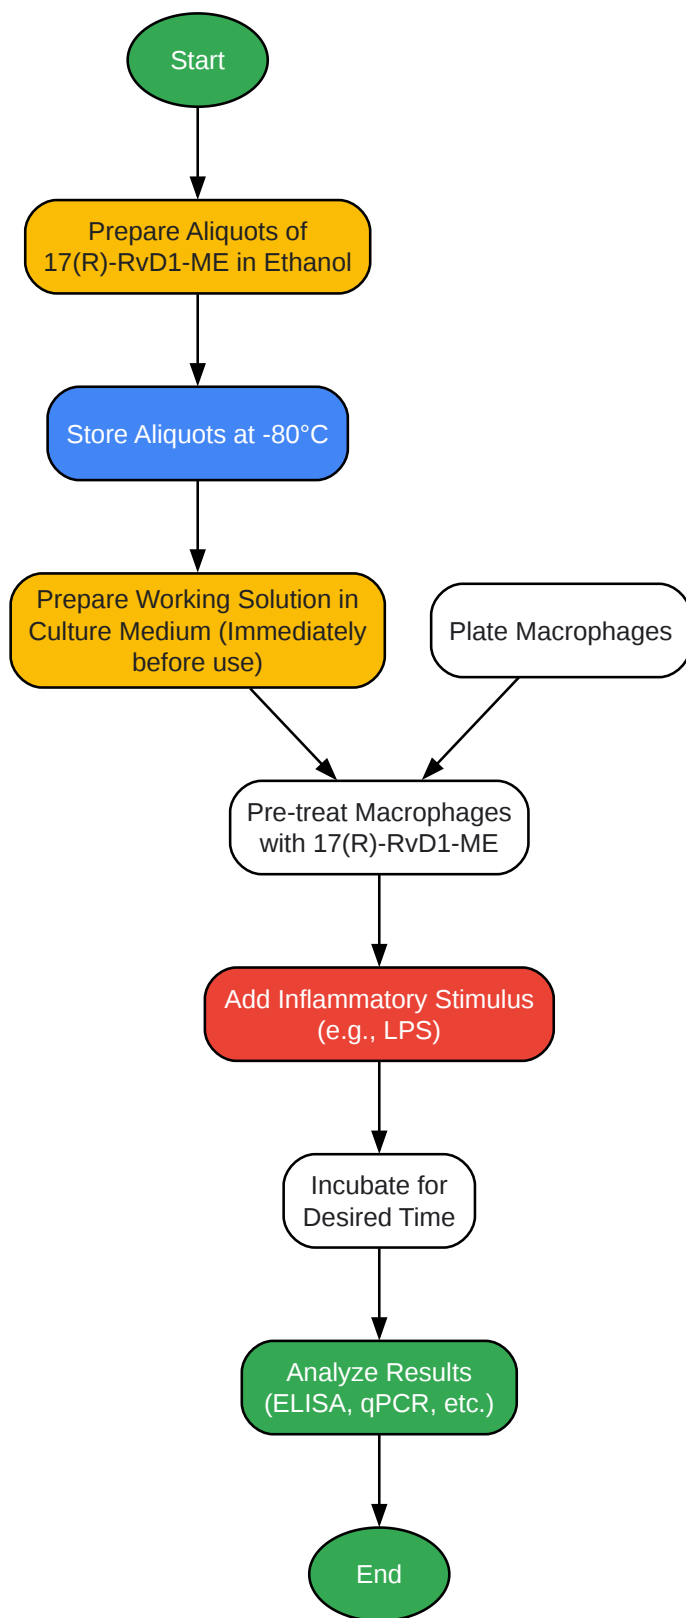 Start
Prepare Aliquots of
17(R)-RvD1-ME in Ethanol
Store Aliquots at -80°C
Prepare Working Solution in
Culture Medium (Immediately
before use)
Plate Macrophages
Pre-treat Macrophages
with 17(R)-RvD1-ME
Add Inflammatory Stimulus
(e.g., LPS)
Incubate for
Desired Time
Analyze Results
(ELISA, qPCR, etc.)
End